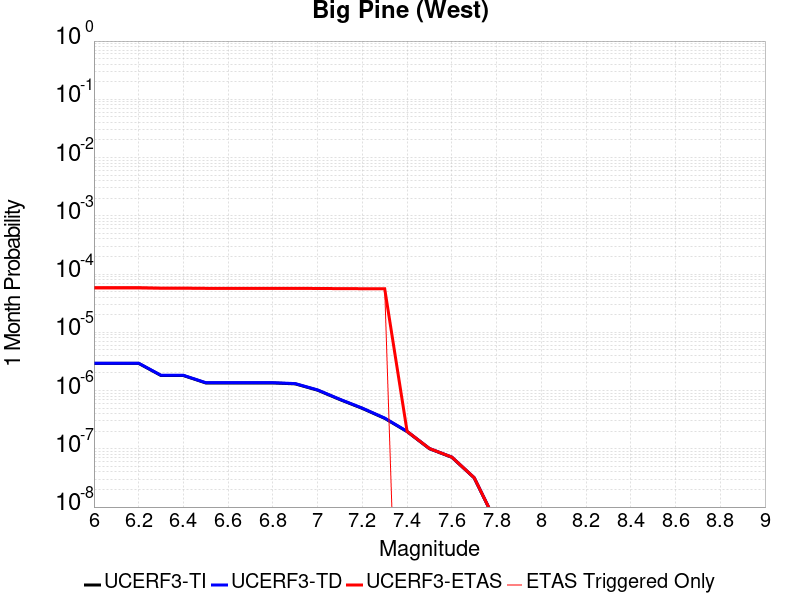 Big Pine (West)
1 Month Probability
10 0
10 -1
10 -2
10 -3
10 -4
10 -5
10 -6
10 -7
10 -8
6 6.2 6.4 6.6 6.8 7 7.2 7.4 7.6 7.8 8 8.2 8.4 8.6 8.8 9
Magnitude
UCERF3-TI UCERF3-TD UCERF3-ETAS ETAS Triggered Only